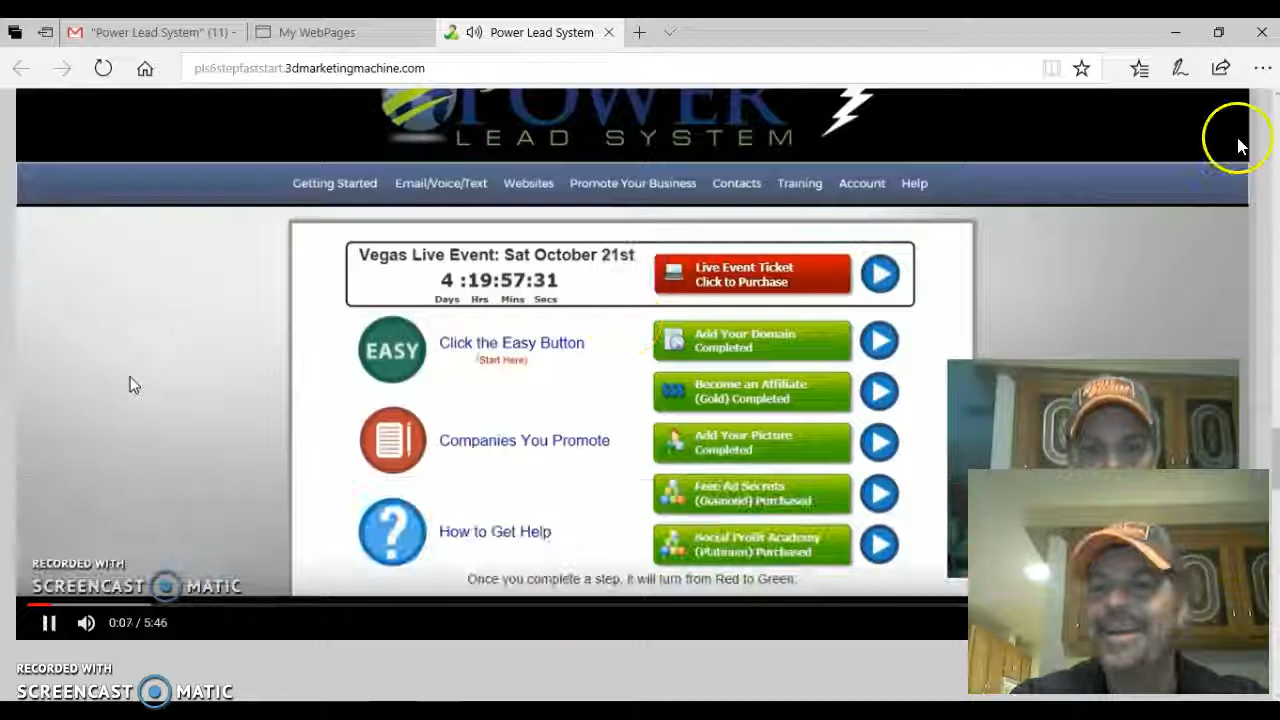 "Power Lead System" (11) -
My WebPages
Power Lead System
pls6stepfaststart.3dmarketingmachine.com
POWER
LEAD SYSTEM
Getting Started Email/Voice/Text Websites Promote Your Business Contacts Training Account Help
Vegas Live Event: Sat October 21st
4 :19:57:31
Days Hrs Mins Secs
Live Event Ticket
Click to Purchase
EASY
Click the Easy Button
(Start Here)
Add Your Domain
Completed
Become an Affiliate
(Gold) Completed
Companies You Promote
Add Your Picture
Completed
Free Ad Secrets
(Diamond) Purchased
?
How to Get Help
Social Profit Academy
(Platinum) Purchased
Once you complete a step, it will turn from Red to Green.
RECORDED WITH
SCREENCAST MATIC
0:07 / 5:46
RECORDED WITH
SCREENCAST MATIC